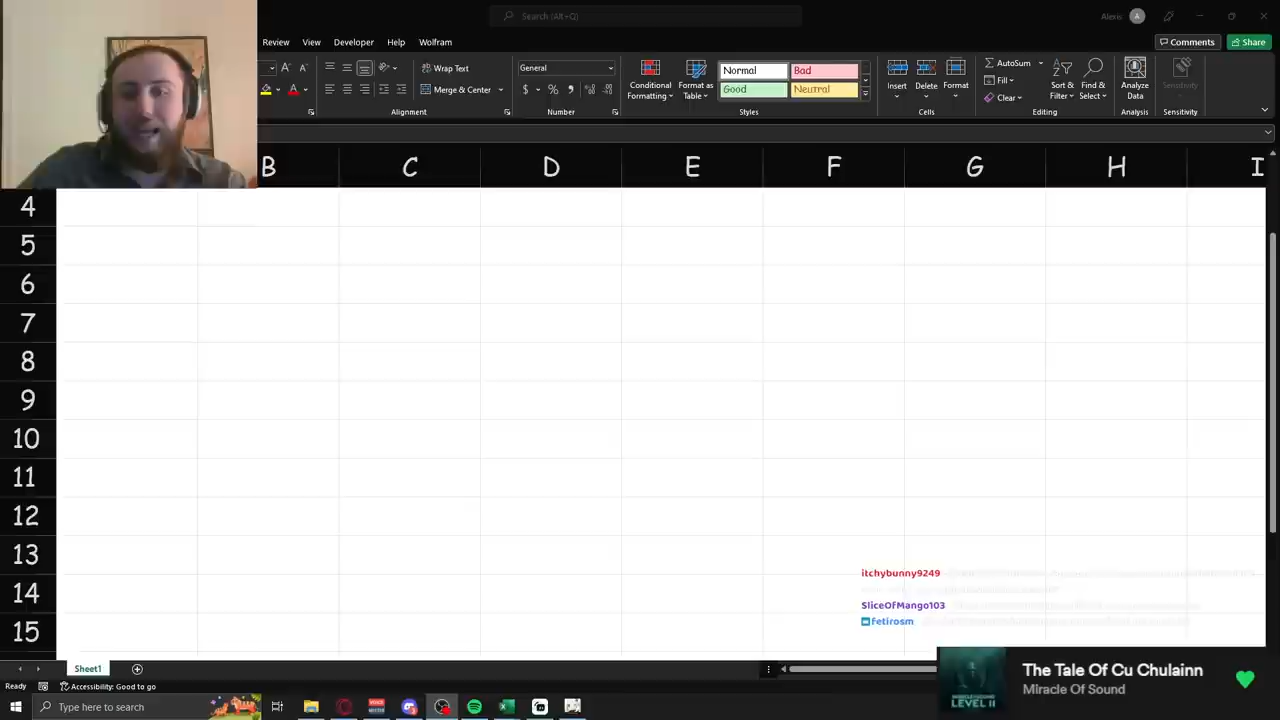 Search (Alt+Q)
Alexis
A
Review View Developer Help Wolfram
Comments
Share
Wrap Text
General
Merge & Center
$ %
Conditional Formatting
Format as Table
Normal
Bad
Good
Neutral
Insert
Delete
Format
AutoSum
Fill
Clear
Sort & Filter
Find & Select
Analyze Data
Sensitivity
Alignment
Number
Styles
Cells
Editing
Analysis
Sensitivity
B C D E F G H I
4
5
6
7
8
9
10
11
12
13
14
15
itchybunny9249
SliceOfMango103
fetirosm
Sheet1
The Tale Of Cu Chulainn
Miracle Of Sound
LEVEL II
Ready
Accessibility: Good to go
Type here to search